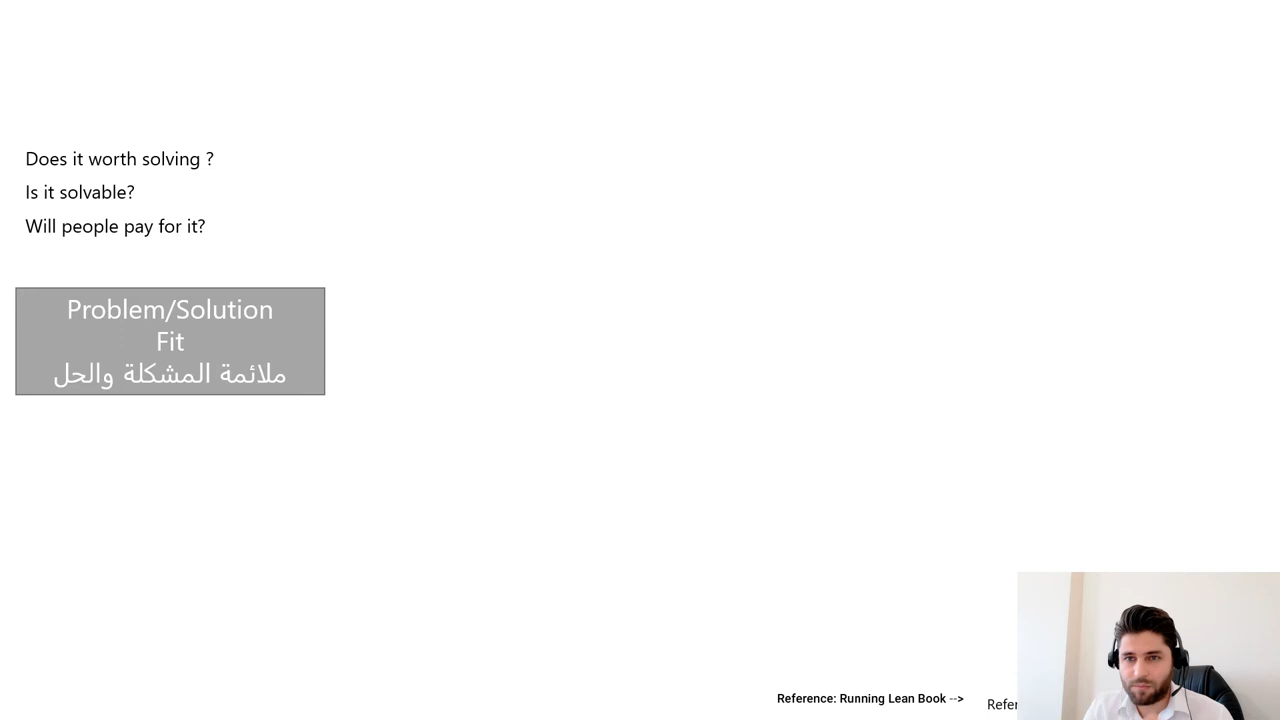 Does it worth solving ?
Is it solvable?
Will people pay for it?
Problem/Solution
Fit
ملائمة المشكلة والحل
Reference: Running Lean Book -->